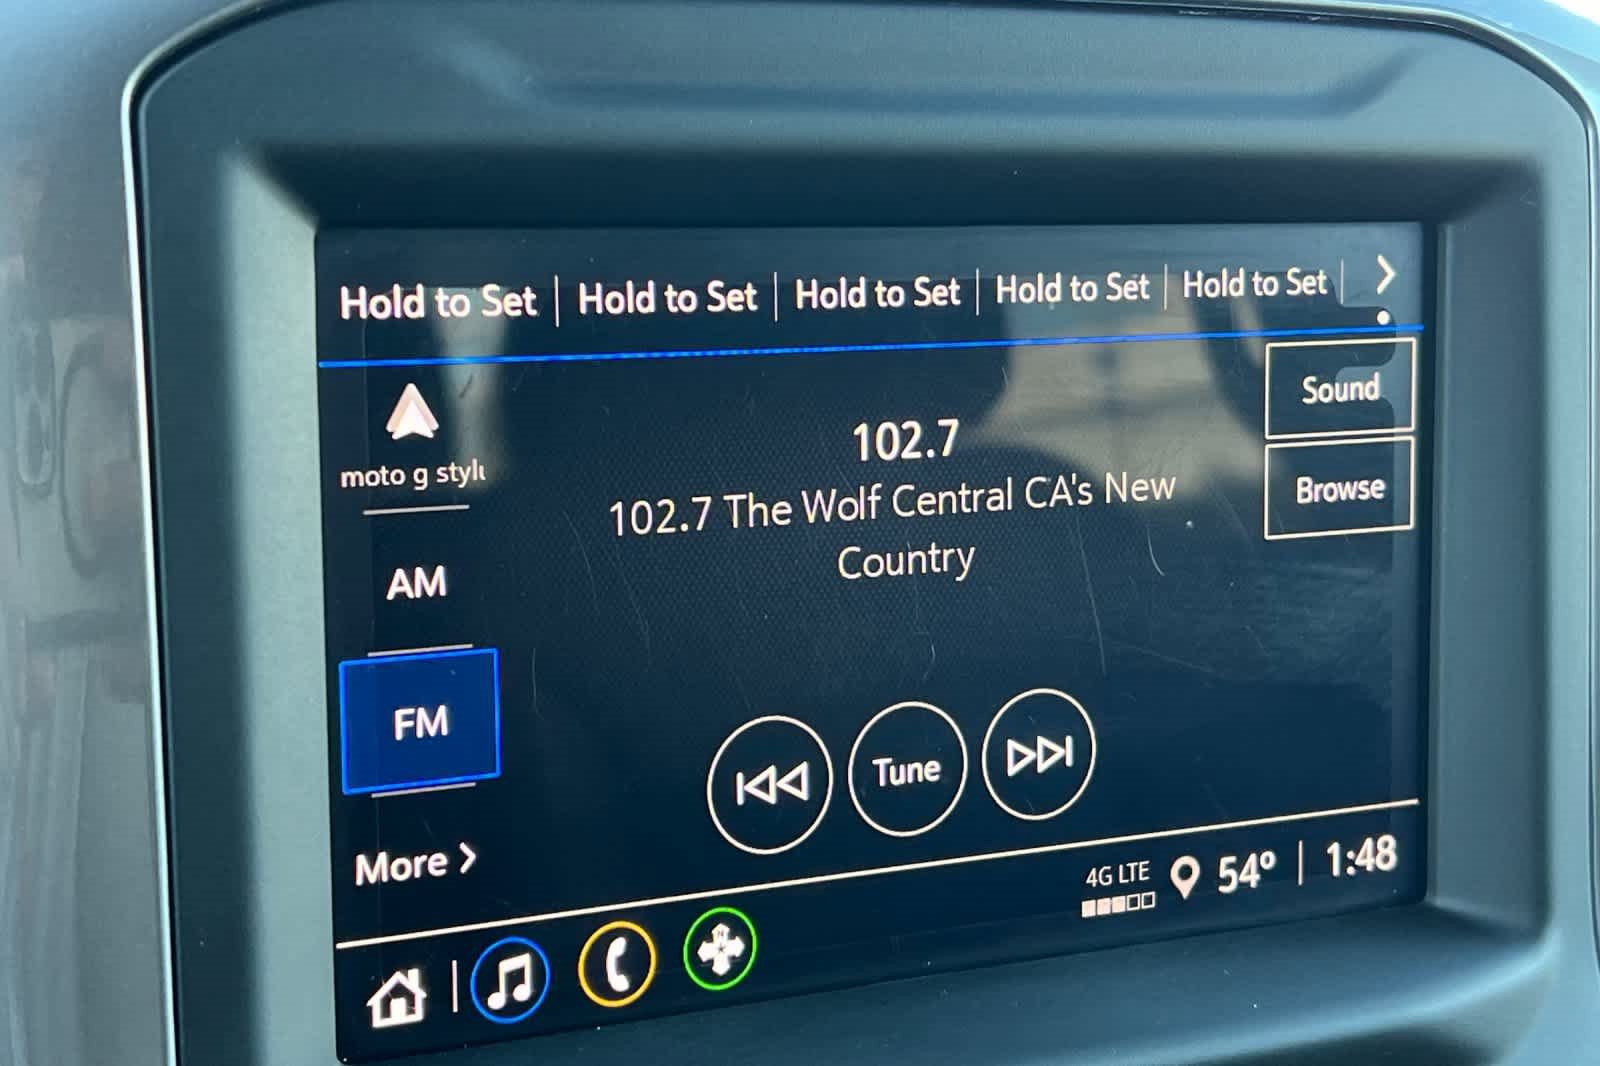 Hold to Set | Hold to Set | Hold to Set | Hold to Set | Hold to Set
moto g styl
AM
FM
More
102.7
102.7 The Wolf Central CA's New
Country
Sound
Browse
Tune
4G LTE
54° | 1:48